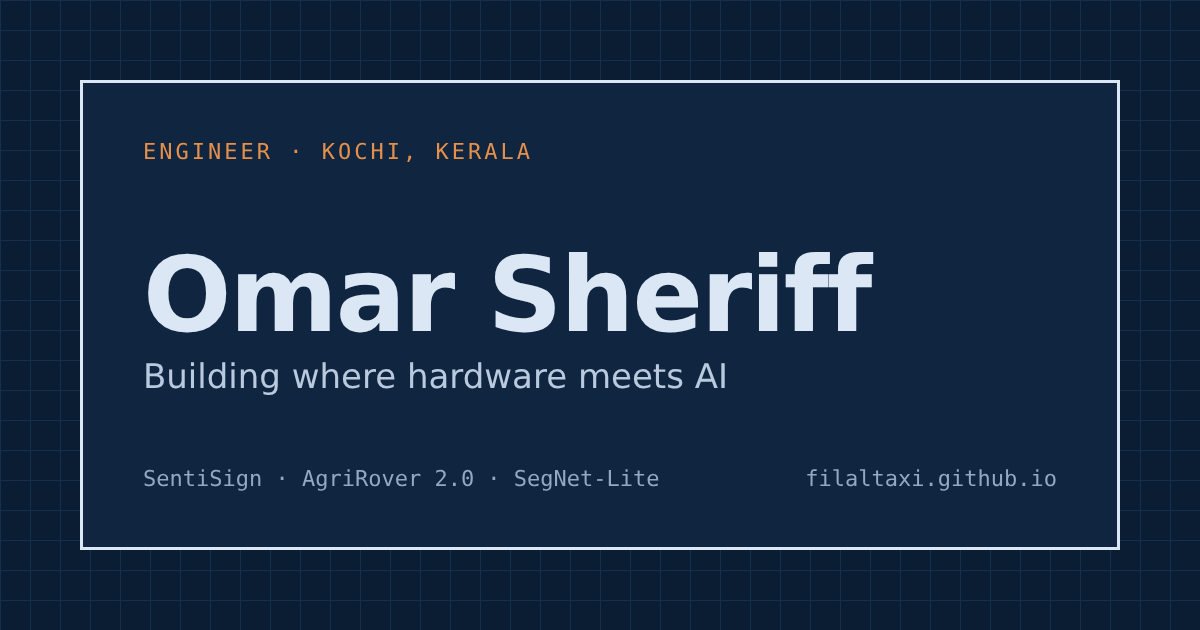 ENGINEER · KOCHI, KERALA
Omar Sheriff
Building where hardware meets AI
SentiSign · AgriRover 2.0 · SegNet-Lite
filaltaxi.github.io